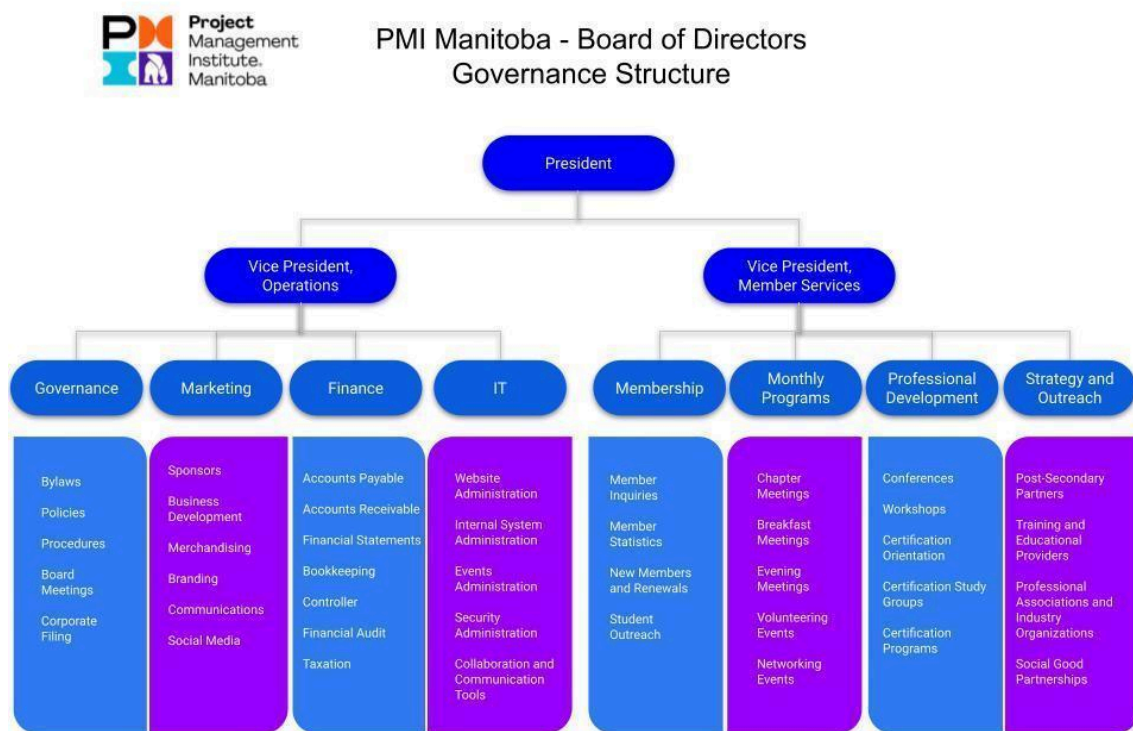 Project
Management
Institute.
Manitoba
PMI Manitoba - Board of Directors
Governance Structure
President
Vice President,
Operations
Vice President,
Member Services
Governance
Marketing
Finance
IT
Membership
Monthly
Programs
Professional
Development
Strategy and
Outreach
Bylaws
Policies
Procedures
Board
Meetings
Corporate
Filing
Sponsors
Business
Development
Merchandising
Branding
Communications
Social Media
Accounts Payable
Accounts Receivable
Financial Statements
Bookkeeping
Controller
Financial Audit
Taxation
Website
Administration
Internal System
Administration
Events
Administration
Security
Administration
Collaboration and
Communication
Tools
Member
Inquiries
Member
Statistics
New Members
and Renewals
Student
Outreach
Chapter
Meetings
Breakfast
Meetings
Evening
Meetings
Volunteering
Events
Networking
Events
Conferences
Workshops
Certification
Orientation
Certification Study
Groups
Certification
Programs
Post-Secondary
Partners
Training and
Educational
Providers
Professional
Associations and
Industry
Organizations
Social Good
Partnerships